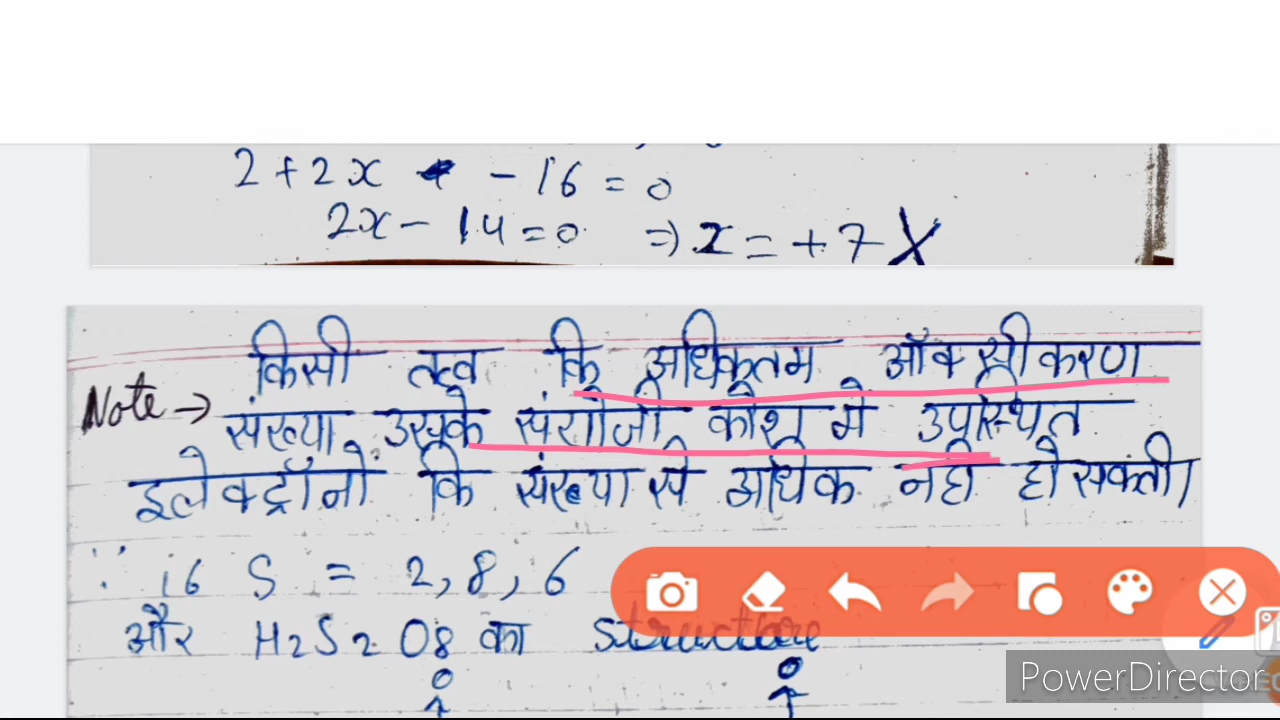 2 + 2x - 16 = 0
2x - 14 = 0 ⇒ x = +7 X
किसी तत्व कि अधिकतम ऑक्सीकरण
Note → संख्या उसके संयोजी कोश मे उपस्थित
इलेक्ट्रॉनो कि संख्या से अधिक नही हो सकती।
∵ 16 S = 2, 8, 6
और H2S2O8 का structure
O O
↑ ↑
PowerDirector